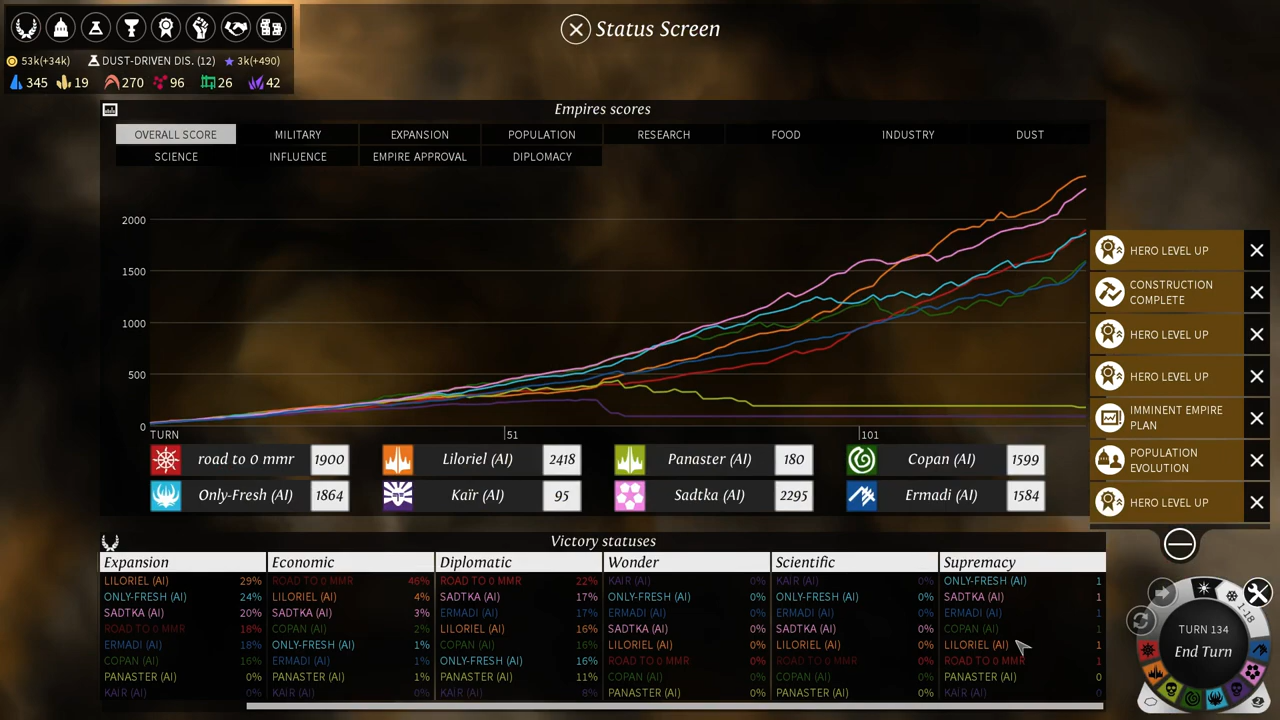 Status Screen
53k(+34k) DUST-DRIVEN DIS. (12) 3k(+490)
345 19 270 96 26 42
Empires scores
OVERALL SCORE MILITARY EXPANSION POPULATION RESEARCH FOOD INDUSTRY DUST
SCIENCE INFLUENCE EMPIRE APPROVAL DIPLOMACY
2000
1500
1000
500
0
TURN 51 101
road to 0 mmr 1900 Liloriel (AI) 2418 Panaster (AI) 180 Copan (AI) 1599
Only-Fresh (AI) 1864 Kaïr (AI) 95 Sadtka (AI) 2295 Ermadi (AI) 1584
HERO LEVEL UP
CONSTRUCTION
COMPLETE
HERO LEVEL UP
HERO LEVEL UP
IMMINENT EMPIRE
PLAN
POPULATION
EVOLUTION
HERO LEVEL UP
Victory statuses
Expansion Economic Diplomatic Wonder Scientific Supremacy
LILORIEL (AI) 29% ROAD TO 0 MMR 46% ROAD TO 0 MMR 22% KAÏR (AI) 0% KAÏR (AI) 0% ONLY-FRESH (AI) 1
ONLY-FRESH (AI) 24% LILORIEL (AI) 4% SADTKA (AI) 17% ONLY-FRESH (AI) 0% ONLY-FRESH (AI) 0% SADTKA (AI) 1
SADTKA (AI) 20% SADTKA (AI) 3% ERMADI (AI) 17% ERMADI (AI) 0% ERMADI (AI) 0% ERMADI (AI) 1
ROAD TO 0 MMR 18% COPAN (AI) 2% LILORIEL (AI) 16% SADTKA (AI) 0% SADTKA (AI) 0% COPAN (AI) 1
ERMADI (AI) 18% ONLY-FRESH (AI) 1% COPAN (AI) 16% LILORIEL (AI) 0% LILORIEL (AI) 0% LILORIEL (AI) 1
COPAN (AI) 16% ERMADI (AI) 1% ONLY-FRESH (AI) 16% ROAD TO 0 MMR 0% ROAD TO 0 MMR 0% ROAD TO 0 MMR 1
PANASTER (AI) 0% PANASTER (AI) 1% PANASTER (AI) 11% COPAN (AI) 0% COPAN (AI) 0% PANASTER (AI) 0
KAÏR (AI) 0% KAÏR (AI) 0% KAÏR (AI) 8% PANASTER (AI) 0% PANASTER (AI) 0% KAÏR (AI) 0
1-18
TURN 134
End Turn